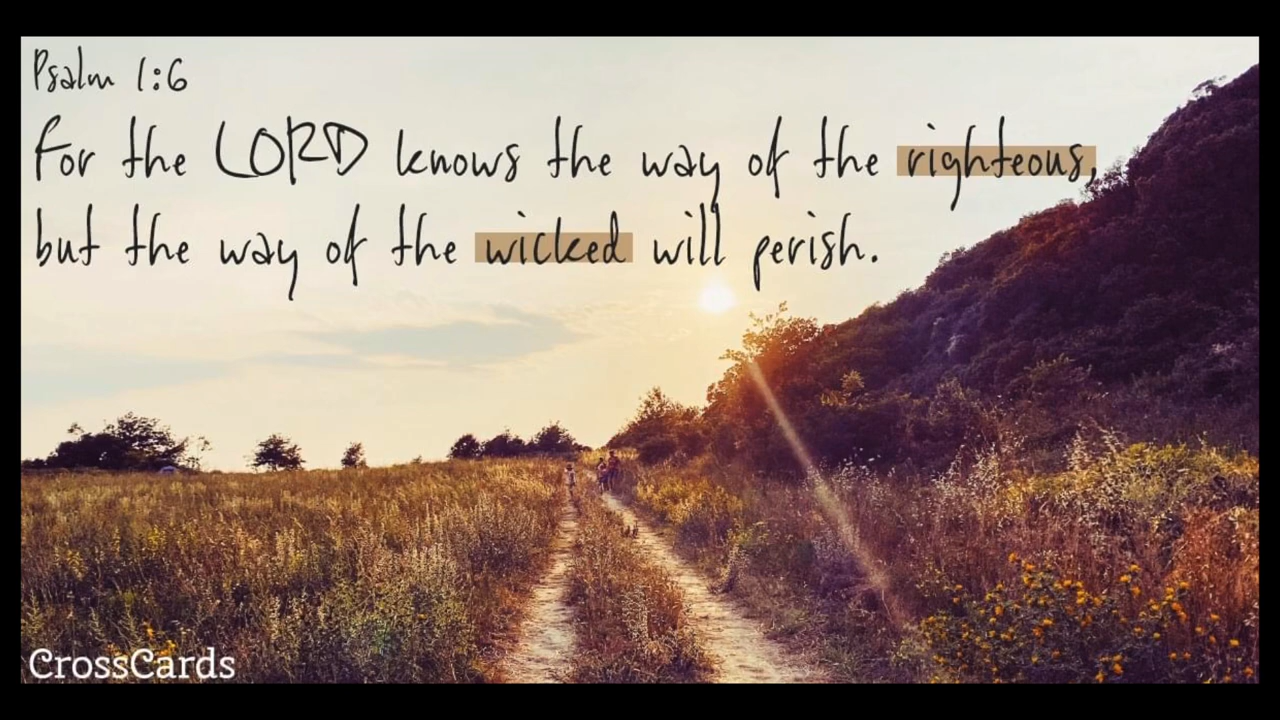 Psalm 1:6
For the LORD knows the way of the righteous,
but the way of the wicked will perish.
CrossCards